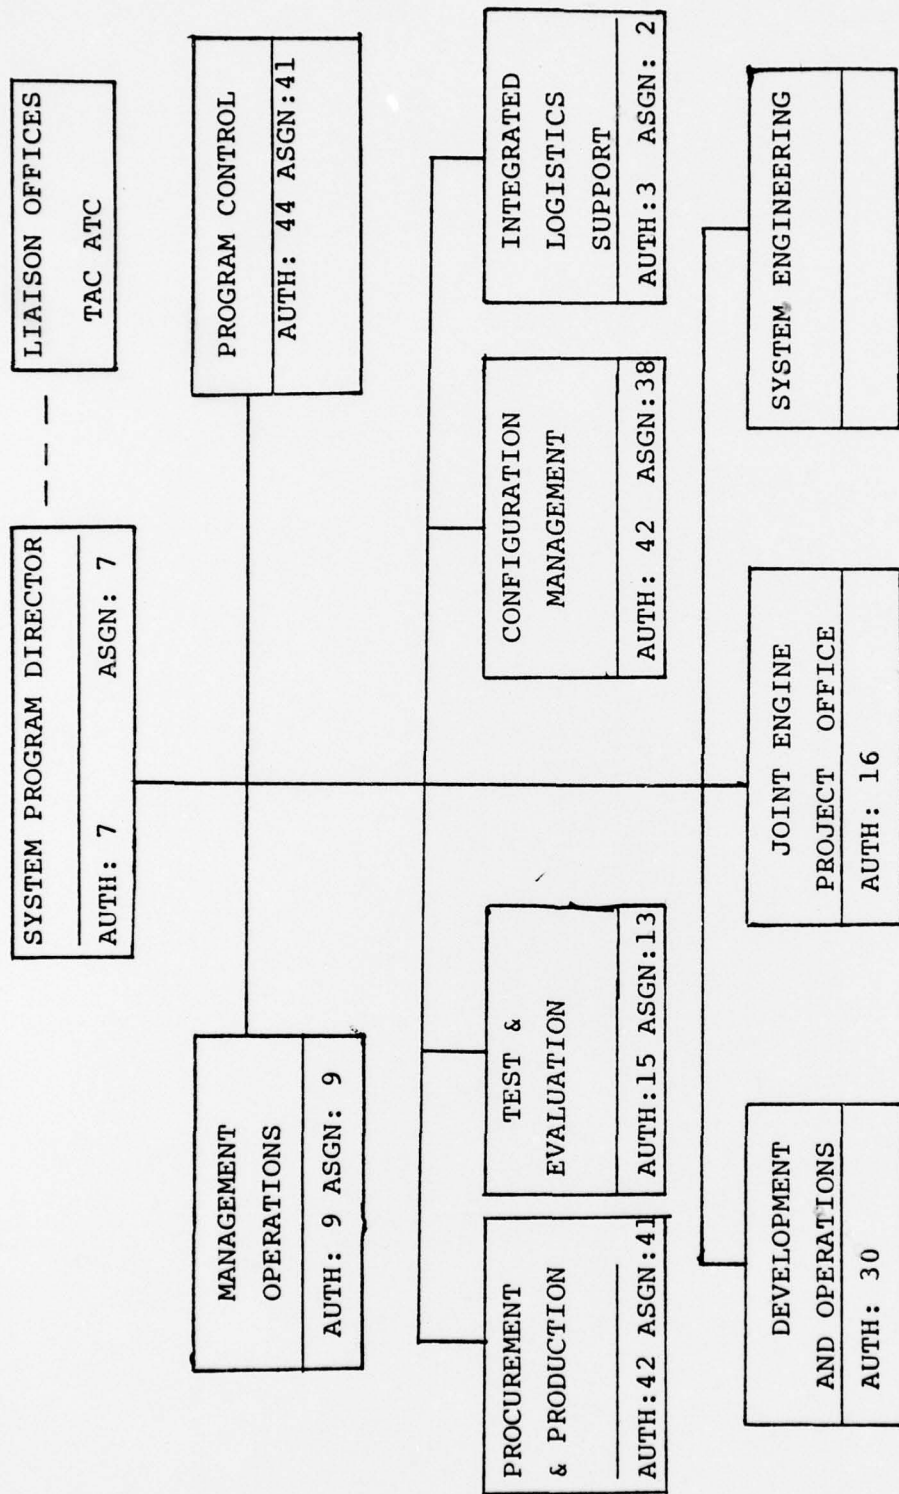 SYSTEM PROGRAM DIRECTOR
AUTH: 7 ASGN: 7
LIAISON OFFICES
TAC ATC
MANAGEMENT
OPERATIONS
AUTH: 9 ASGN: 9
PROGRAM CONTROL
AUTH: 44 ASGN:41
PROCUREMENT
& PRODUCTION
AUTH:42 ASGN:41
TEST &
EVALUATION
AUTH:15 ASGN:13
CONFIGURATION
MANAGEMENT
AUTH: 42 ASGN:38
INTEGRATED
LOGISTICS
SUPPORT
AUTH:3 ASGN: 2
DEVELOPMENT
AND OPERATIONS
AUTH: 30
JOINT ENGINE
PROJECT OFFICE
AUTH: 16
SYSTEM ENGINEERING